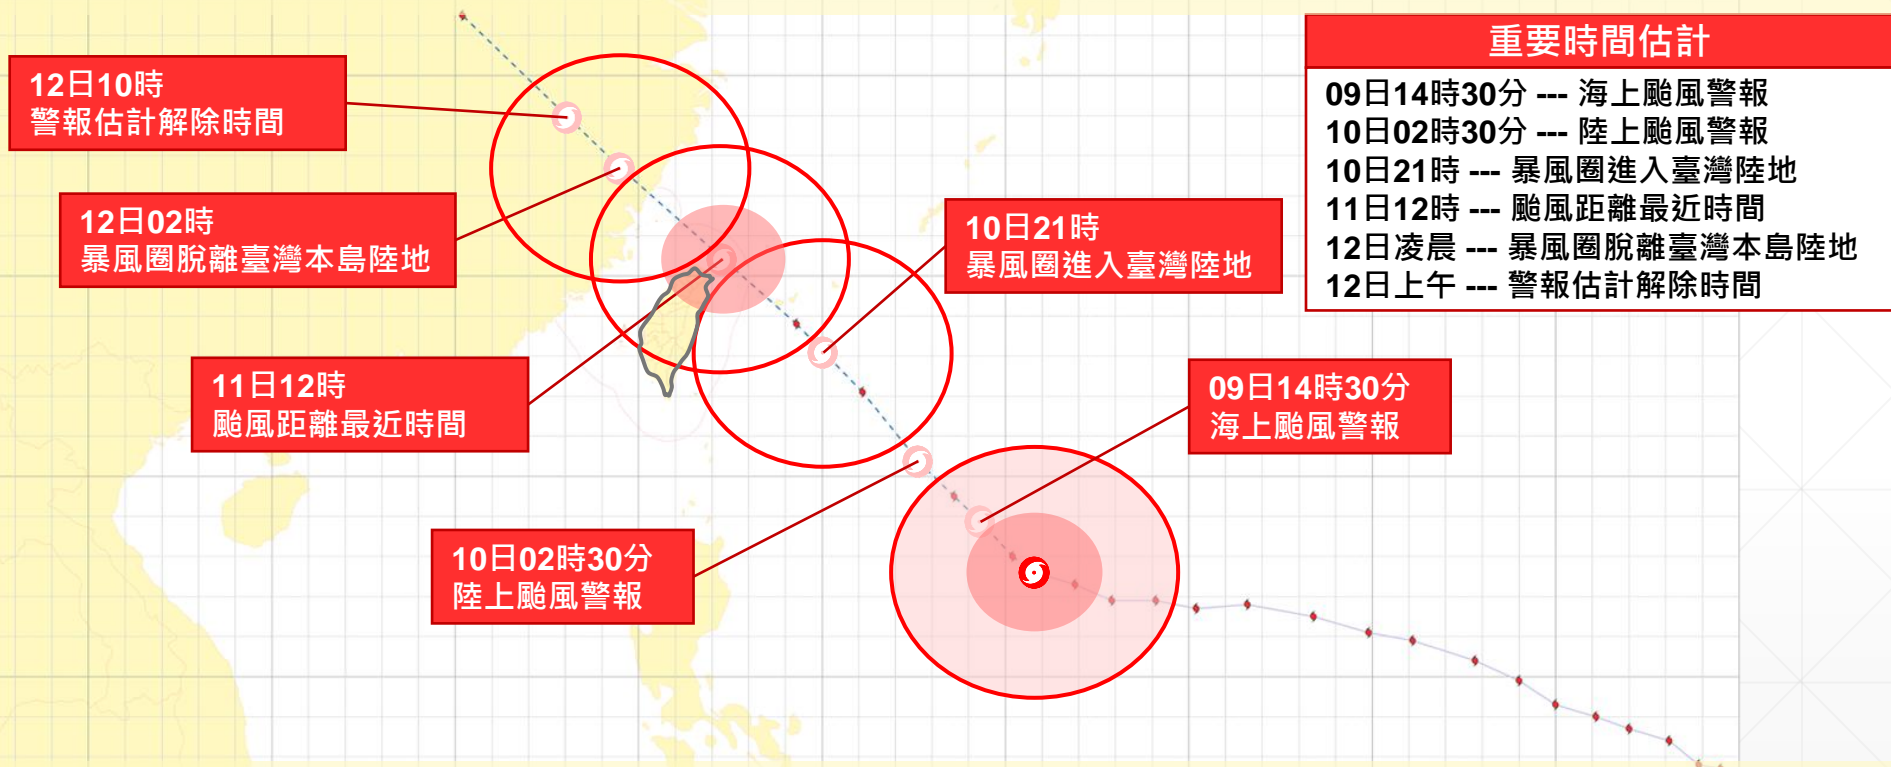 12日10時
警報估計解除時間
12日02時
暴風圈脫離臺灣本島陸地
11日12時
颱風距離最近時間
10日02時30分
陸上颱風警報
10日21時
暴風圈進入臺灣陸地
09日14時30分
海上颱風警報
重要時間估計
09日14時30分 --- 海上颱風警報
10日02時30分 --- 陸上颱風警報
10日21時 --- 暴風圈進入臺灣陸地
11日12時 --- 颱風距離最近時間
12日凌晨 --- 暴風圈脫離臺灣本島陸地
12日上午 --- 警報估計解除時間